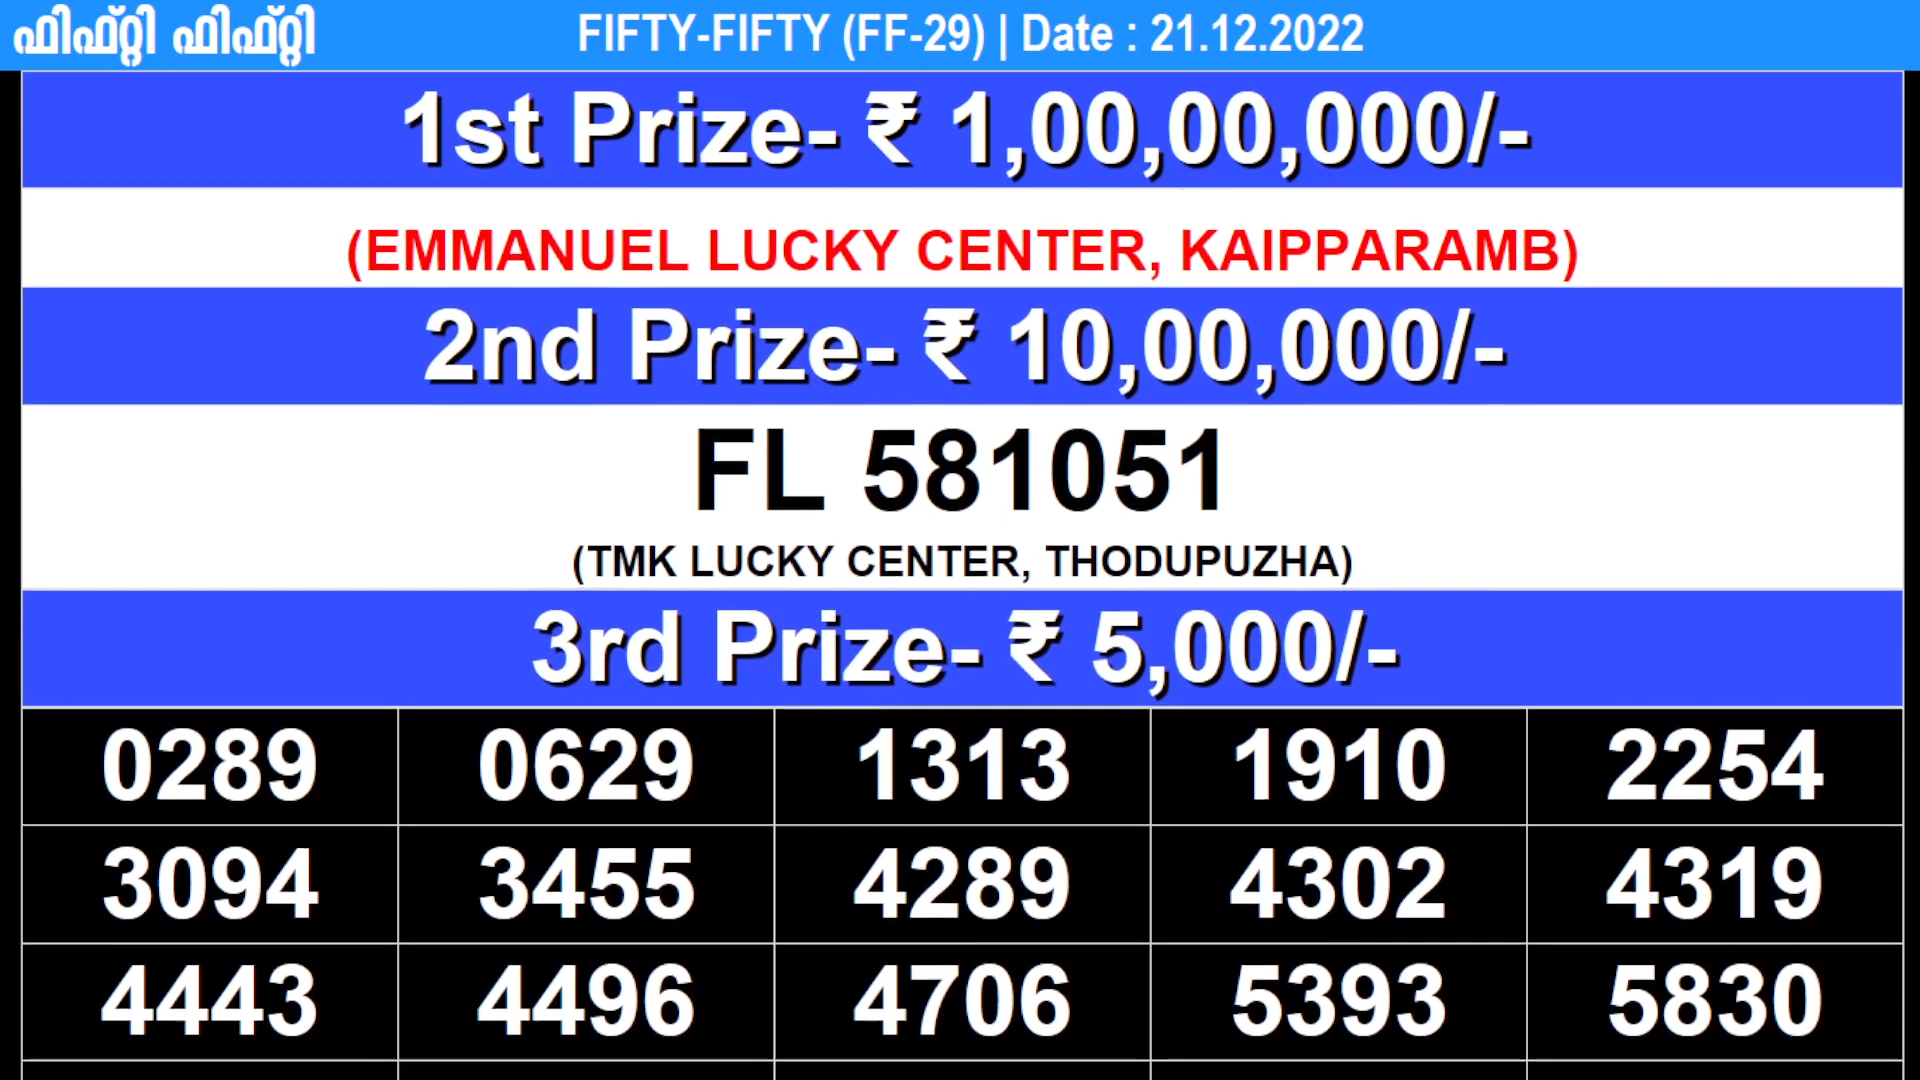 ഫിഫ്റ്റി ഫിഫ്റ്റി FIFTY-FIFTY (FF-29) | Date : 21.12.2022
1st Prize- ₹ 1,00,00,000/-
(EMMANUEL LUCKY CENTER, KAIPPARAMB)
2nd Prize- ₹ 10,00,000/-
FL 581051
(TMK LUCKY CENTER, THODUPUZHA)
3rd Prize- ₹ 5,000/-
0289 0629 1313 1910 2254
3094 3455 4289 4302 4319
4443 4496 4706 5393 5830